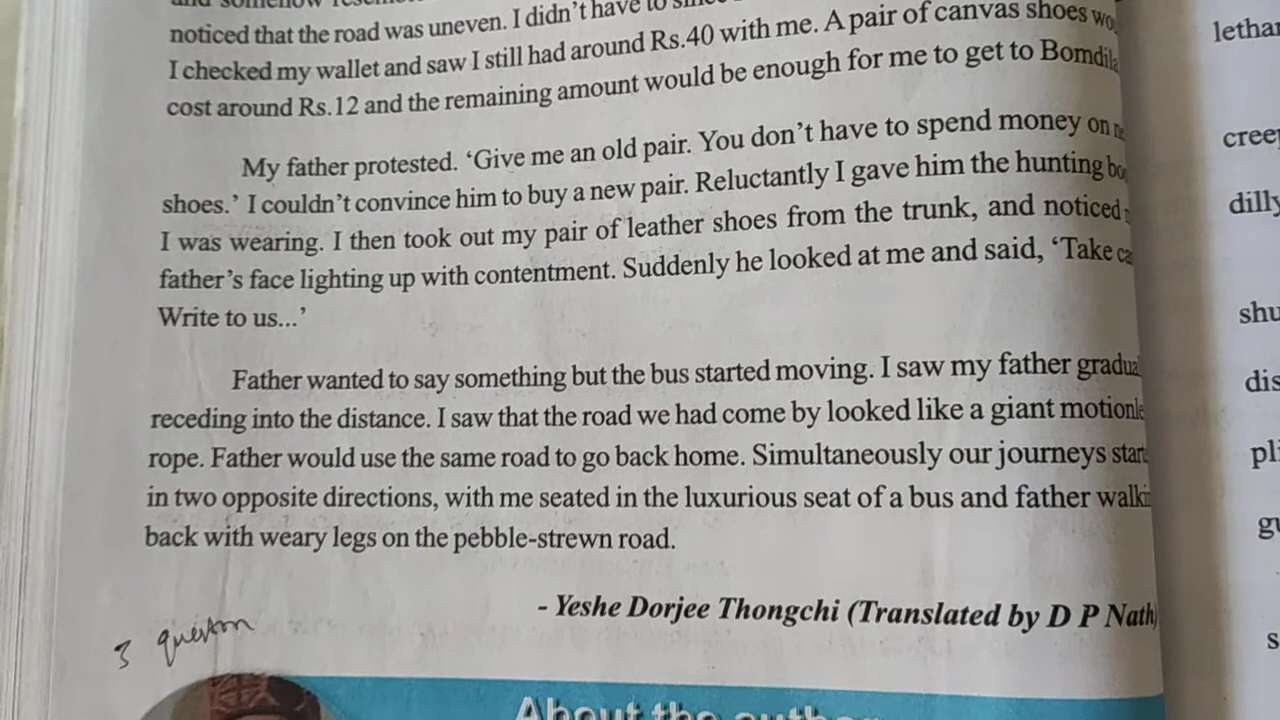 noticed that the road was uneven. I didn't have to
I checked my wallet and saw I still had around Rs.40 with me. A pair of canvas shoes
cost around Rs.12 and the remaining amount would be enough for me to get to Bomdila
My father protested. 'Give me an old pair. You don't have to spend money on
shoes.' I couldn't convince him to buy a new pair. Reluctantly I gave him the hunting
I was wearing. I then took out my pair of leather shoes from the trunk, and noticed
father's face lighting up with contentment. Suddenly he looked at me and said, 'Take
Write to us...'
Father wanted to say something but the bus started moving. I saw my father
receding into the distance. I saw that the road we had come by looked like a giant
rope. Father would use the same road to go back home. Simultaneously our journeys
in two opposite directions, with me seated in the luxurious seat of a bus and father
back with weary legs on the pebble-strewn road.
- Yeshe Dorjee Thongchi (Translated by D P Nath)
3 question
About the